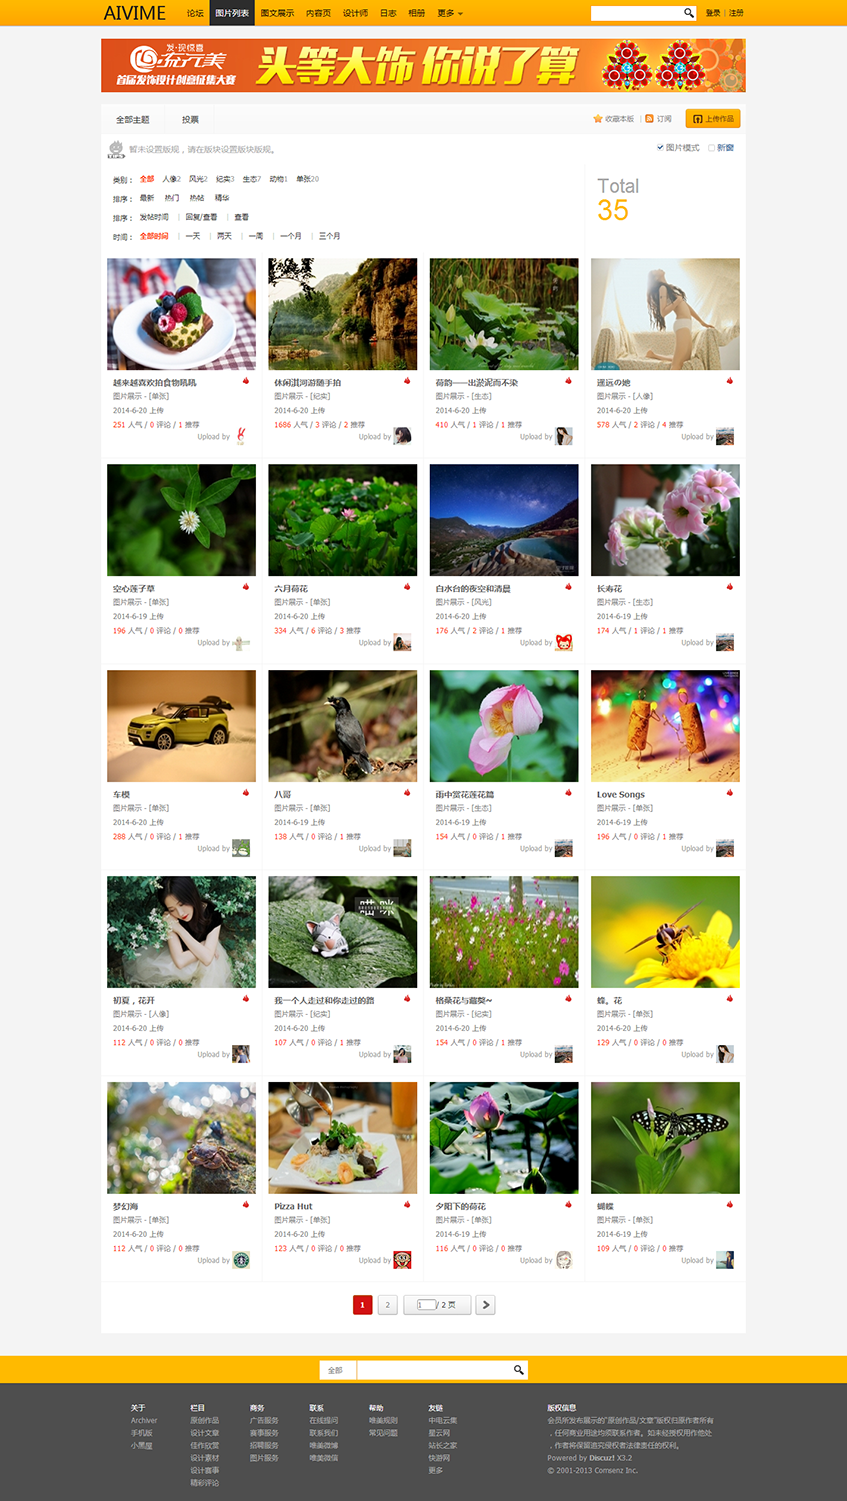 AIVIME 论坛 图片列表 图文展示 内容页 设计师 日志 相册 更多 登录 | 注册
发·现惊喜
流行美
首届发饰设计创意征集大赛
头等大饰 你说了算
全部主题 投票 收藏本版 | 订阅 上传作品
TIPS 暂未设置版规，请在版块设置版块版规。 图片模式 新窗
类别： 全部 人像2 风光2 纪实3 生态7 动物1 单张20
排序： 最新 热门 热帖 精华
排序： 发帖时间 | 回复/查看 | 查看
时间： 全部时间 | 一天 | 两天 | 一周 | 一个月 | 三个月
Total
35
越来越喜欢拍食物吼吼
图片展示 - [单张]
2014-6-20 上传
251 人气 / 0 评论 / 1 推荐
Upload by
休闲淇河游随手拍
图片展示 - [纪实]
2014-6-20 上传
1686 人气 / 3 评论 / 2 推荐
Upload by
荷韵——出淤泥而不染
图片展示 - [生态]
2014-6-20 上传
410 人气 / 1 评论 / 1 推荐
Upload by
遥远の她
图片展示 - [人像]
2014-6-20 上传
578 人气 / 2 评论 / 4 推荐
Upload by
空心莲子草
图片展示 - [单张]
2014-6-19 上传
196 人气 / 0 评论 / 0 推荐
Upload by
六月荷花
图片展示 - [单张]
2014-6-20 上传
334 人气 / 6 评论 / 3 推荐
Upload by
白水台的夜空和清晨
图片展示 - [风光]
2014-6-20 上传
176 人气 / 2 评论 / 1 推荐
Upload by
长寿花
图片展示 - [生态]
2014-6-19 上传
174 人气 / 1 评论 / 1 推荐
Upload by
车模
图片展示 - [单张]
2014-6-20 上传
288 人气 / 0 评论 / 1 推荐
Upload by
八哥
图片展示 - [单张]
2014-6-19 上传
138 人气 / 0 评论 / 1 推荐
Upload by
雨中赏花莲花篇
图片展示 - [生态]
2014-6-19 上传
154 人气 / 0 评论 / 1 推荐
Upload by
Love Songs
图片展示 - [单张]
2014-6-19 上传
196 人气 / 0 评论 / 1 推荐
Upload by
喵咪
初夏，花开
图片展示 - [人像]
2014-6-20 上传
112 人气 / 0 评论 / 0 推荐
Upload by
我一个人走过和你走过的路
图片展示 - [纪实]
2014-6-20 上传
107 人气 / 0 评论 / 1 推荐
Upload by
格桑花与薤葵~
图片展示 - [纪实]
2014-6-20 上传
154 人气 / 0 评论 / 1 推荐
Upload by
蝶。花
图片展示 - [单张]
2014-6-20 上传
129 人气 / 0 评论 / 0 推荐
Upload by
梦幻海
图片展示 - [单张]
2014-6-20 上传
112 人气 / 0 评论 / 0 推荐
Upload by
Pizza Hut
图片展示 - [单张]
2014-6-20 上传
123 人气 / 0 评论 / 0 推荐
Upload by
夕阳下的荷花
图片展示 - [单张]
2014-6-19 上传
116 人气 / 0 评论 / 0 推荐
Upload by
蝴蝶
图片展示 - [单张]
2014-6-19 上传
109 人气 / 0 评论 / 0 推荐
Upload by
1 2 1 / 2 页
全部
关于
Archiver
手机版
小黑屋
栏目
原创作品
设计文章
佳作欣赏
设计素材
设计赛事
精彩评论
商务
广告服务
赛事服务
招聘服务
图片服务
联系
在线提问
联系我们
唯美微博
唯美微信
帮助
唯美规则
常见问题
友链
中电云集
星云网
站长之家
快游网
更多
版权信息
会员所发布展示的“原创作品/文章”版权归原作者所有
，任何商业用途均须联系作者。如未经授权用作他处
，作者将保留追究侵权者法律责任的权利。
Powered by Discuz! X3.2
© 2001-2013 Comsenz Inc.